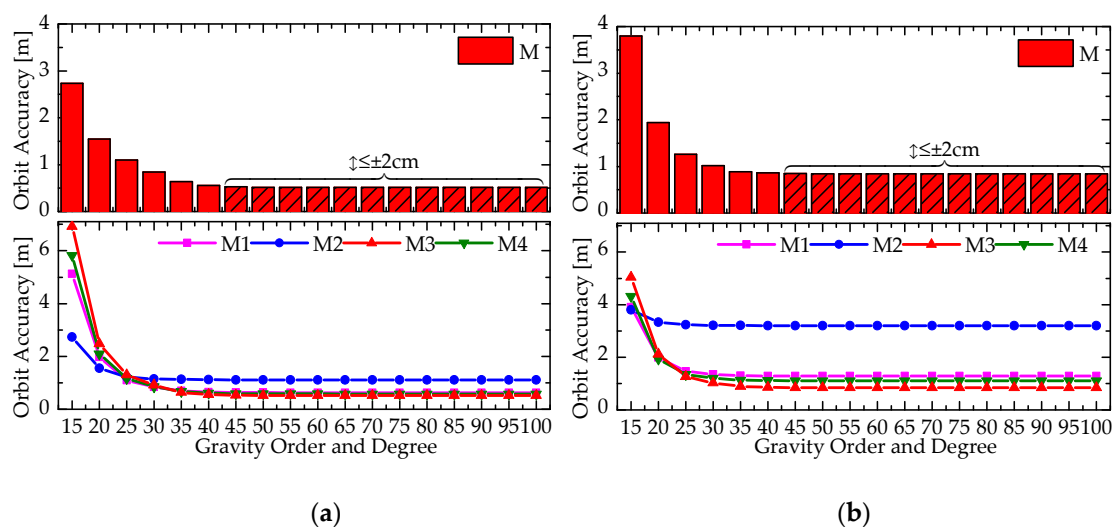 4
3
2
1
0
Orbit Accuracy [m]
M
↕≤±2cm
6
4
2
0
Orbit Accuracy [m]
M1 M2 M3 M4
15 20 25 30 35 40 45 50 55 60 65 70 75 80 85 90 95 100
Gravity Order and Degree
(a)
4
3
2
1
0
Orbit Accuracy [m]
M
↕≤±2cm
6
4
2
0
Orbit Accuracy [m]
M1 M2 M3 M4
15 20 25 30 35 40 45 50 55 60 65 70 75 80 85 90 95 100
Gravity Order and Degree
(b)